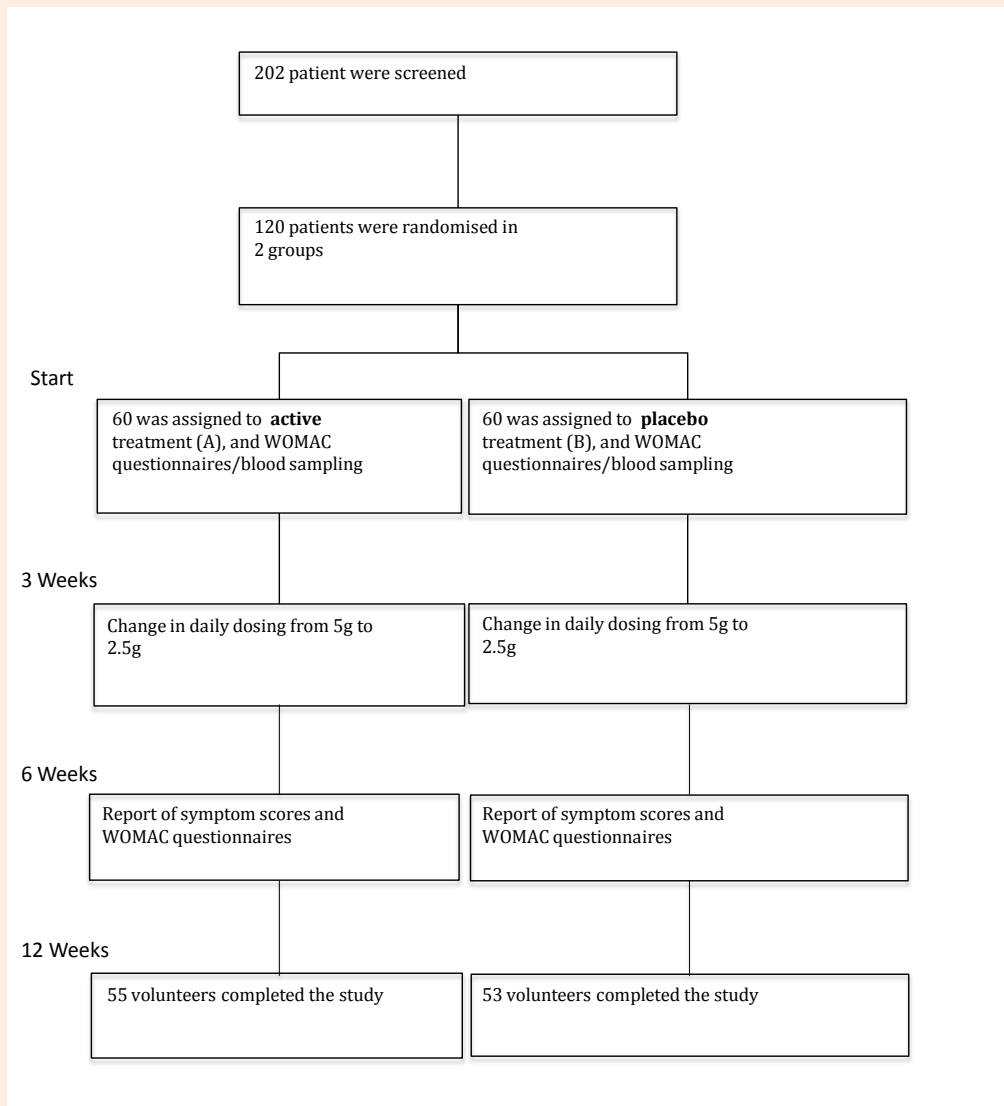 202 patient were screened
120 patients were randomised in
2 groups
Start
60 was assigned to active
treatment (A), and WOMAC
questionnaires/blood sampling
60 was assigned to placebo
treatment (B), and WOMAC
questionnaires/blood sampling
3 Weeks
Change in daily dosing from 5g to
2.5g
Change in daily dosing from 5g to
2.5g
6 Weeks
Report of symptom scores and
WOMAC questionnaires
Report of symptom scores and
WOMAC questionnaires
12 Weeks
55 volunteers completed the study
53 volunteers completed the study